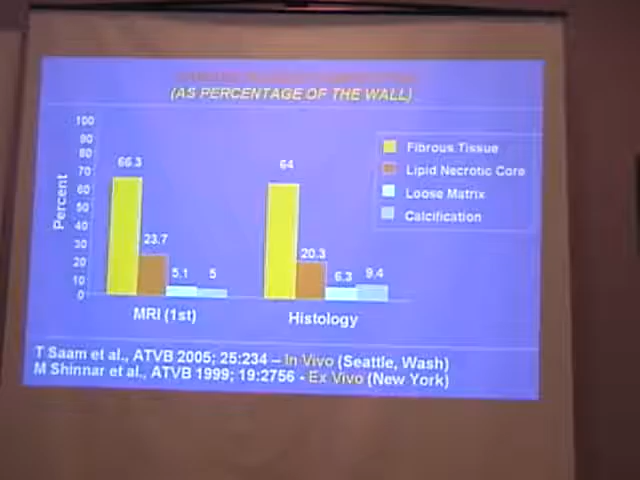 (AS PERCENTAGE OF THE WALL)
100
90
80
70
60
50
40
30
20
10
0
Percent
66.3
23.7
5.1
5
64
20.3
6.3
9.4
MRI (1st)
Histology
Fibrous Tissue
Lipid Necrotic Core
Loose Matrix
Calcification
T Saam et al., ATVB 2005; 25:234 – In Vivo (Seattle, Wash)
M Shinnar et al., ATVB 1999; 19:2756 - Ex Vivo (New York)